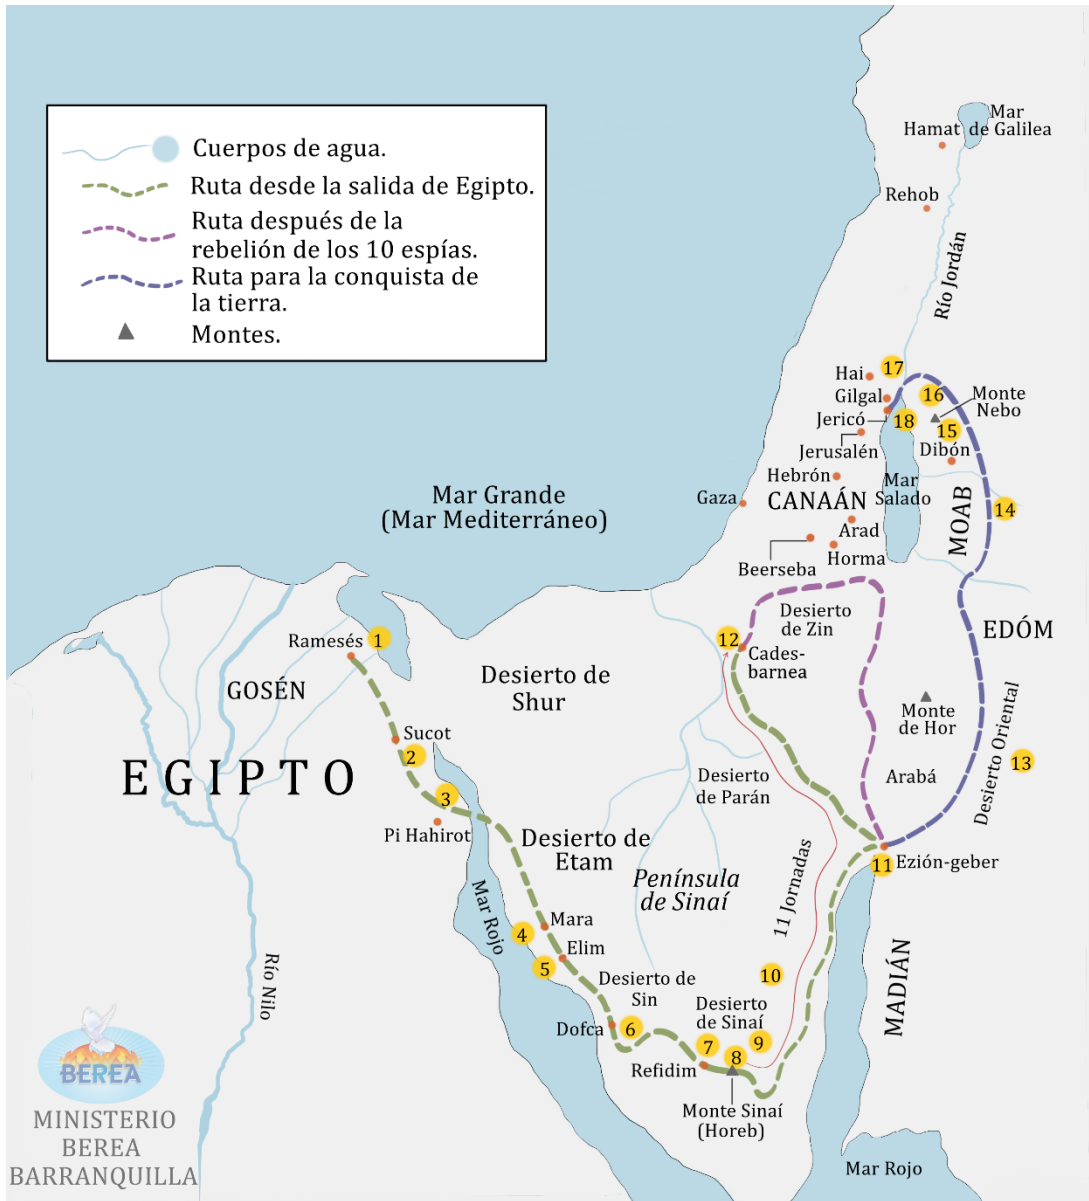 Cuerpos de agua.
Ruta desde la salida de Egipto.
Ruta después de la
rebelión de los 10 espías.
Ruta para la conquista de
la tierra.
Montes.
Mar
Hamat de Galilea
Rehob
Río Jordán
17
Hai
16
Monte
Nebo
Gilgal
Jericó
18
15
Jerusalén
Dibón
Hebrón
Mar
Salado
Gaza
CANAÁN
MOAB
14
Arad
Horma
Beerseba
Mar Grande
(Mar Mediterráneo)
Ramesés
1
GOSÉN
Desierto de
Shur
12
Desierto
de Zin
Cades-
barnea
EDÓM
Monte
de Hor
Sucot
2
EGIPTO
3
Pi Hahirot
Desierto
de Parán
Arabá
Desierto Oriental
13
Desierto de
Etam
Península
de Sinaí
11 Jornadas
11
Ezión-geber
Mar Rojo
4
Mara
5
Elim
Desierto de
Sin
10
MADIÁN
Río Nilo
Dofca
6
Desierto
de Sinaí
7
8
9
Refidim
Monte Sinaí
(Horeb)
Mar Rojo
BEREA
MINISTERIO
BEREA
BARRANQUILLA